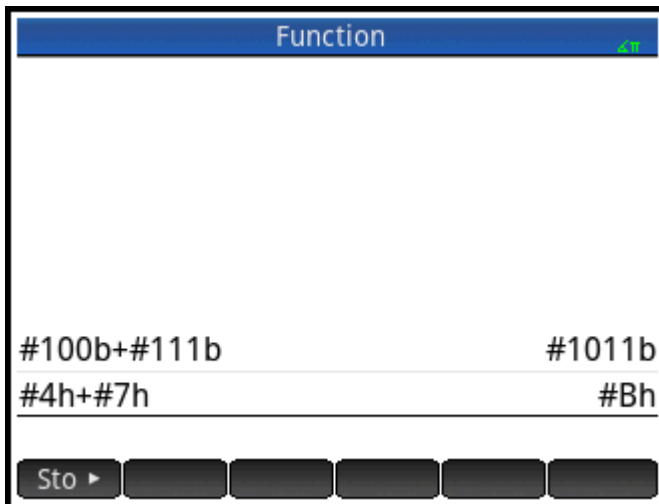 Function ∡π
#100b+#111b #1011b
#4h+#7h #Bh
Sto ►